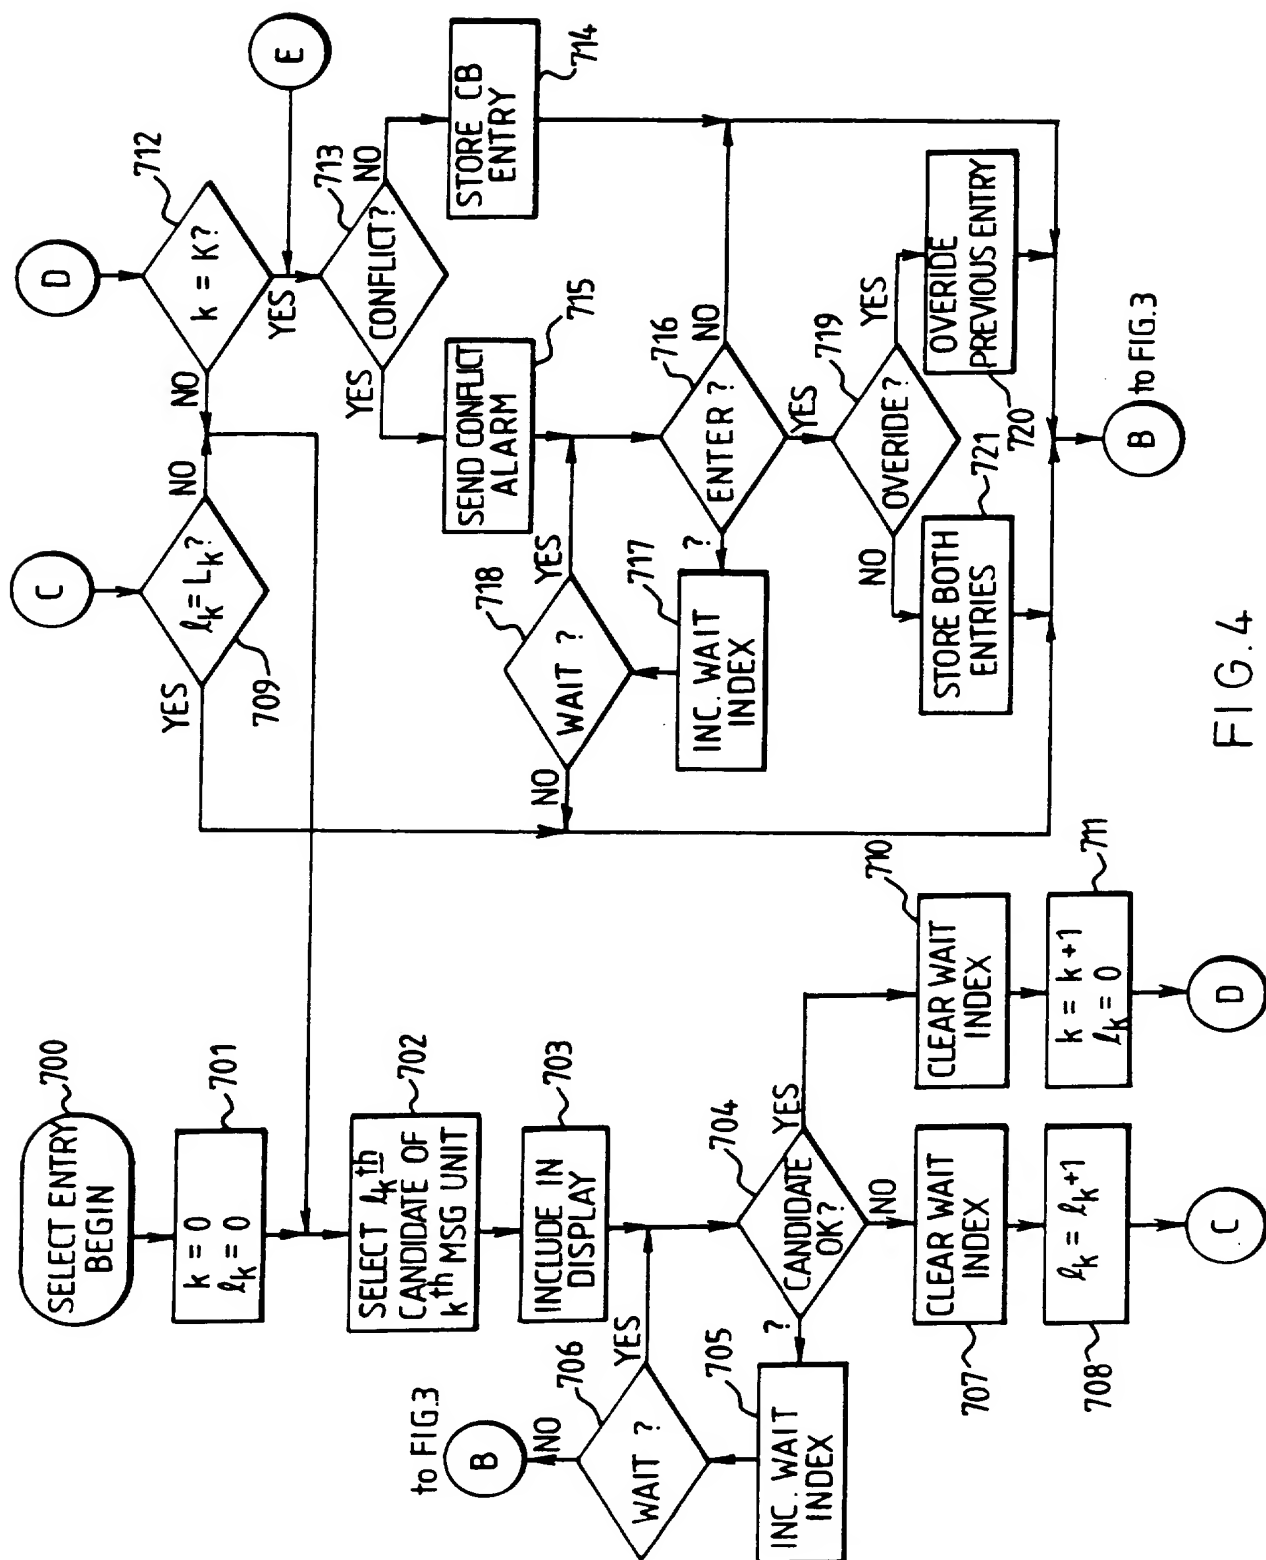 SELECT ENTRY
BEGIN
700
k = 0
ℓk = 0
701
SELECT ℓk th
CANDIDATE OF
k th MSG UNIT
702
INCLUDE IN
DISPLAY
703
CANDIDATE
OK?
704
YES
NO
?
INC. WAIT
INDEX
705
WAIT ?
706
YES
NO
B
to FIG.3
CLEAR WAIT
INDEX
707
ℓk = ℓk+1
708
C
CLEAR WAIT
INDEX
710
k = k+1
ℓk = 0
711
D
C
ℓk = Lk?
709
YES
NO
D
k = K?
712
NO
YES
E
CONFLICT?
713
YES
NO
STORE CB
ENTRY
714
SEND CONFLICT
ALARM
715
ENTER ?
716
NO
YES
?
INC. WAIT
INDEX
717
WAIT ?
718
YES
NO
OVERRIDE?
719
YES
NO
OVERIDE
PREVIOUS ENTRY
720
STORE BOTH
ENTRIES
721
B
to FIG.3
FIG.4